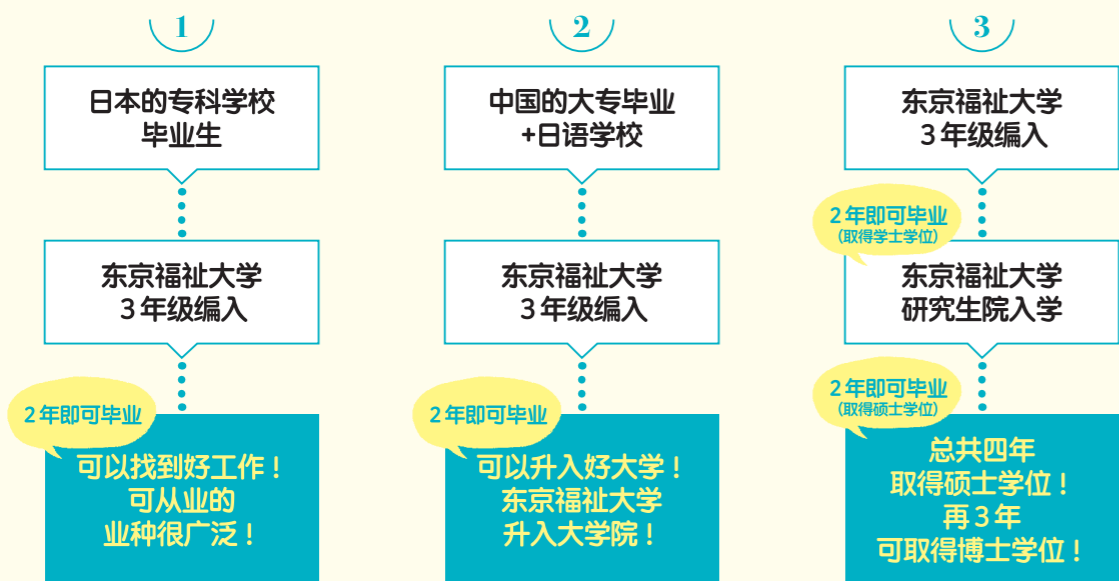 1
日本的专科学校
毕业生
东京福祉大学
3年级编入
2年即可毕业
可以找到好工作！
可从业的
业种很广泛！
2
中国的大专毕业
+日语学校
东京福祉大学
3年级编入
2年即可毕业
可以升入好大学！
东京福祉大学
升入大学院！
3
东京福祉大学
3年级编入
2年即可毕业
(取得学士学位)
东京福祉大学
研究生院入学
2年即可毕业
(取得硕士学位)
总共四年
取得硕士学位！
再3年
可取得博士学位！